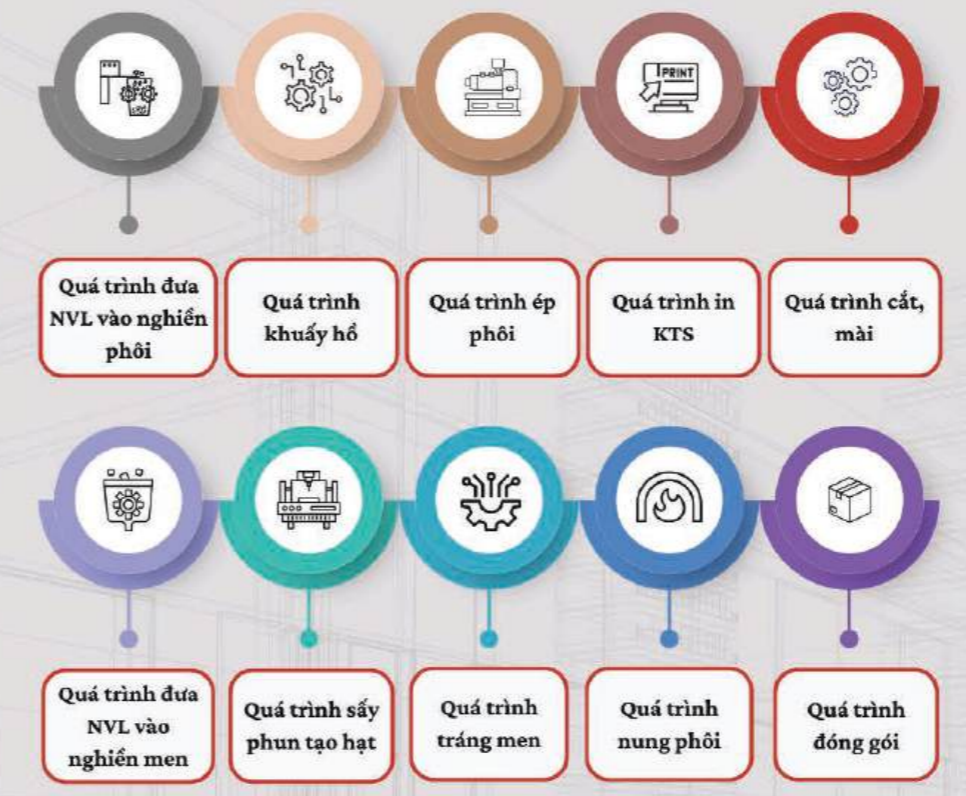 PRINT
Quá trình đưa
NVL vào nghiền
phôi
Quá trình
khuấy hồ
Quá trình ép
phôi
Quá trình in
KTS
Quá trình cắt,
mài
Quá trình đưa
NVL vào
nghiền men
Quá trình sấy
phun tạo hạt
Quá trình
tráng men
Quá trình
nung phôi
Quá trình
đóng gói